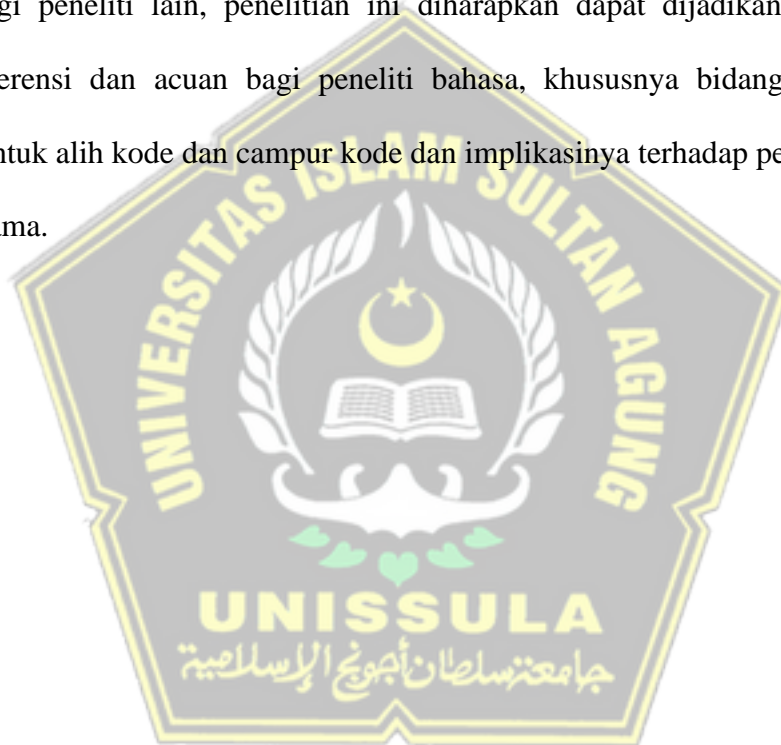 gi peneliti lain, penelitian ini diharapkan dapat dijadikan
erensi dan acuan bagi peneliti bahasa, khususnya bidang
ntuk alih kode dan campur kode dan implikasinya terhadap pe
ama.
UNIVERSITAS ISLAM SULTAN AGUNG
UNISSULA
جامعة سلطان أجونج الإسلامية